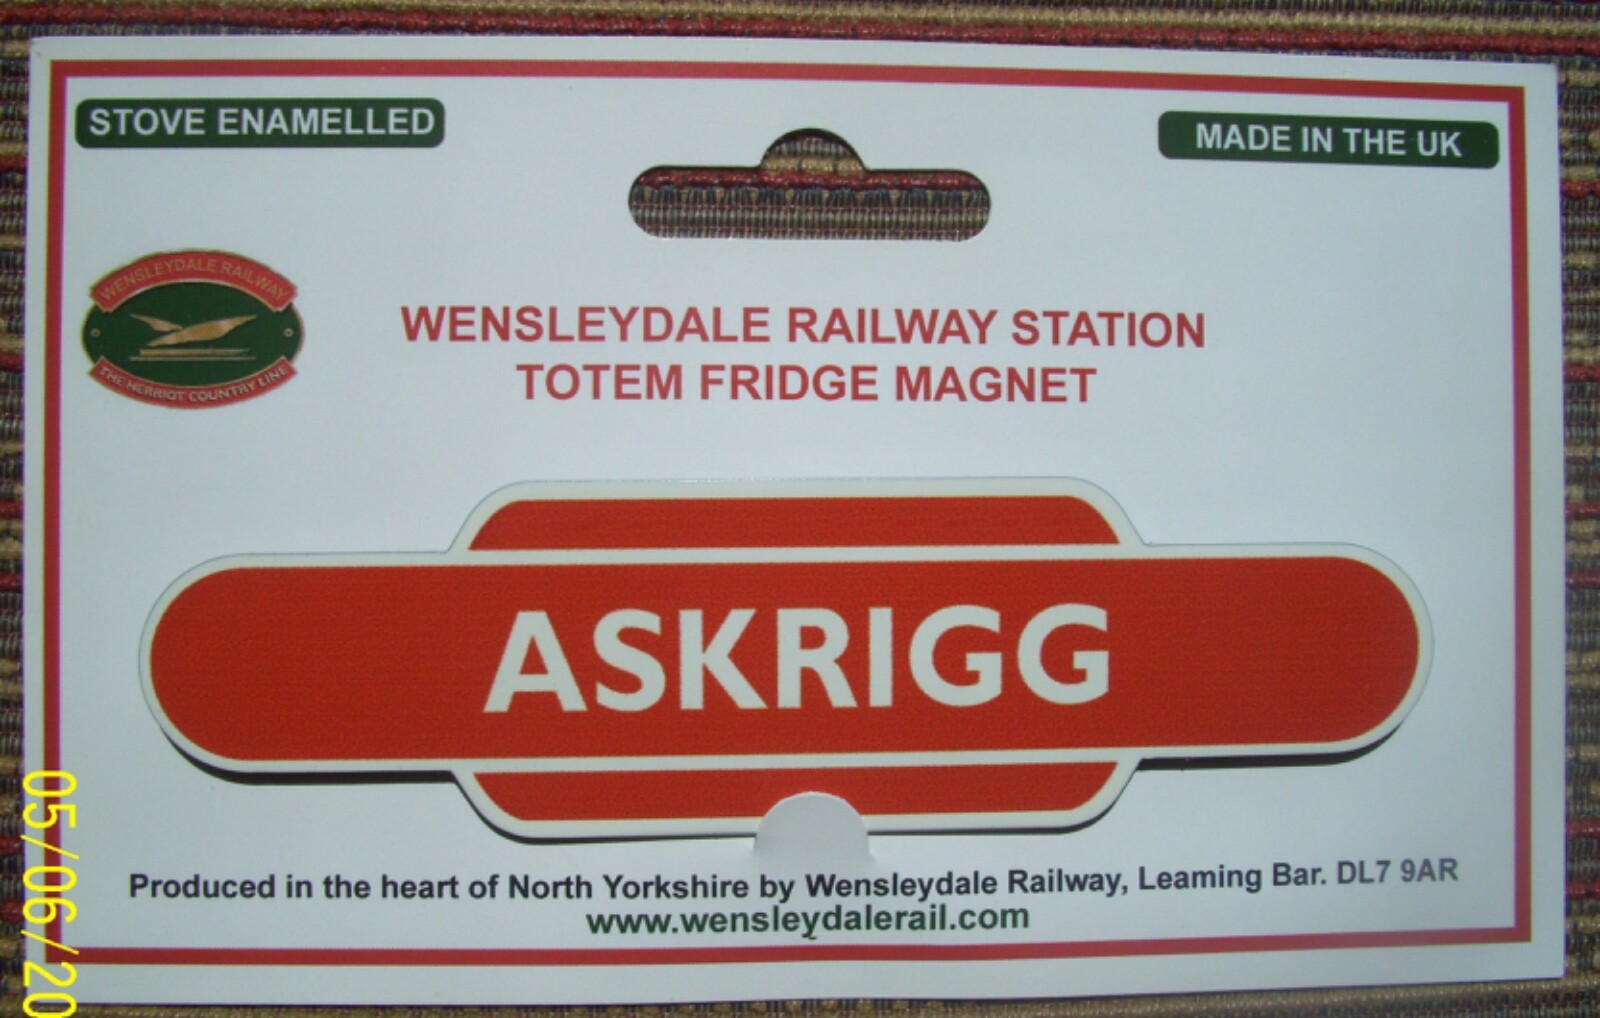 STOVE ENAMELLED
MADE IN THE UK
WENSLEYDALE RAILWAY
THE HERRIOT COUNTRY LINE
WENSLEYDALE RAILWAY STATION
TOTEM FRIDGE MAGNET
ASKRIGG
Produced in the heart of North Yorkshire by Wensleydale Railway, Leaming Bar. DL7 9AR
www.wensleydalerail.com
05/06/20